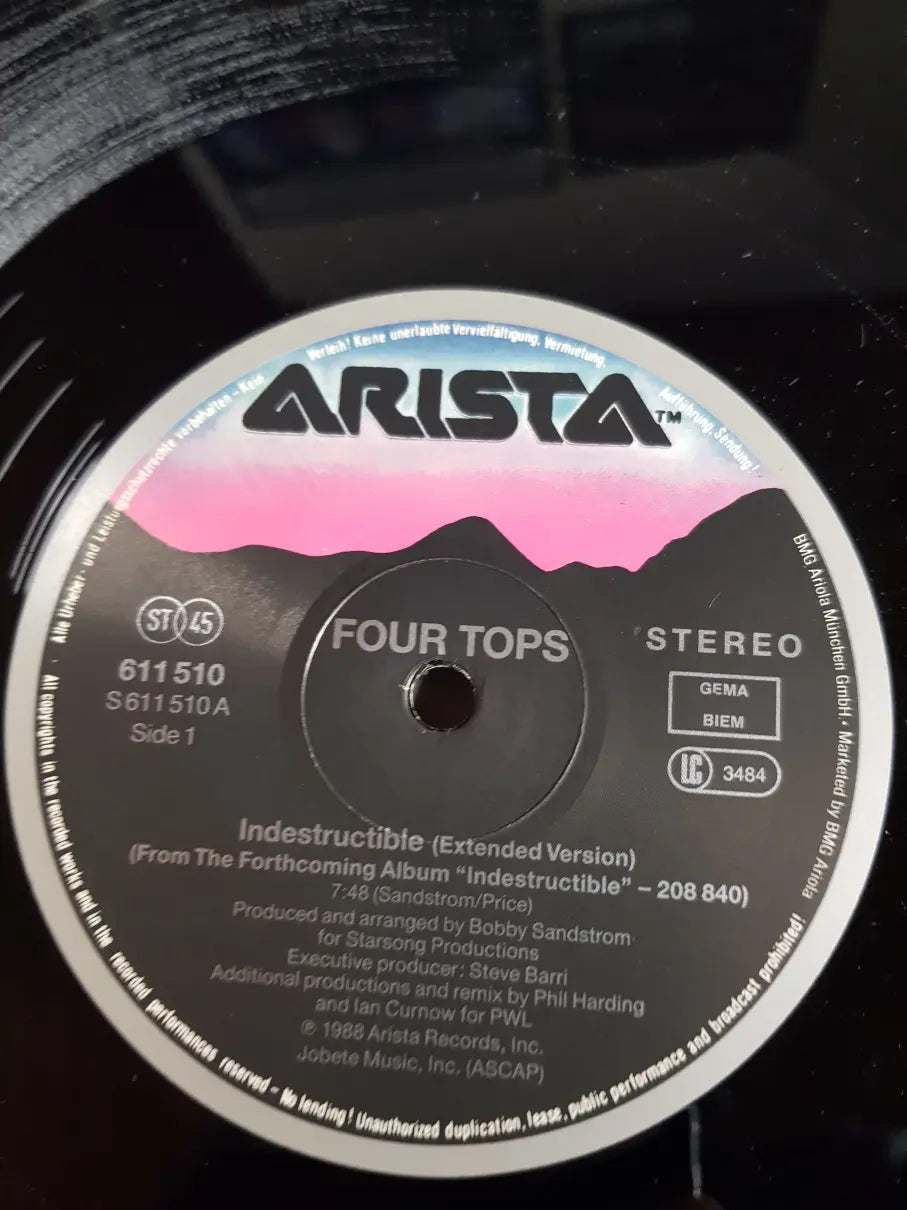 Alle Urheber- und Leistungsschutzrechte vorbehalten - Kein Verleih! Keine unerlaubte Vervielfältigung, Vermietung, Aufführung, Sendung!
ARISTA™
ST 45
611 510
S 611 510 A
Side 1
FOUR TOPS
STEREO
GEMA
BIEM
LC 3484
Indestructible (Extended Version)
(From The Forthcoming Album "Indestructible" – 208 840)
7:48 (Sandstrom/Price)
Produced and arranged by Bobby Sandstrom
for Starsong Productions
Executive producer: Steve Barri
Additional productions and remix by Phil Harding
and Ian Curnow for PWL
℗ 1988 Arista Records, Inc.
Jobete Music, Inc. (ASCAP)
BMG Ariola München GmbH · Marketed by BMG Ariola
· All copyrights in the recorded works and in the recorded performances reserved – No lending! Unauthorized duplication, lease, public performance and broadcast prohibited!